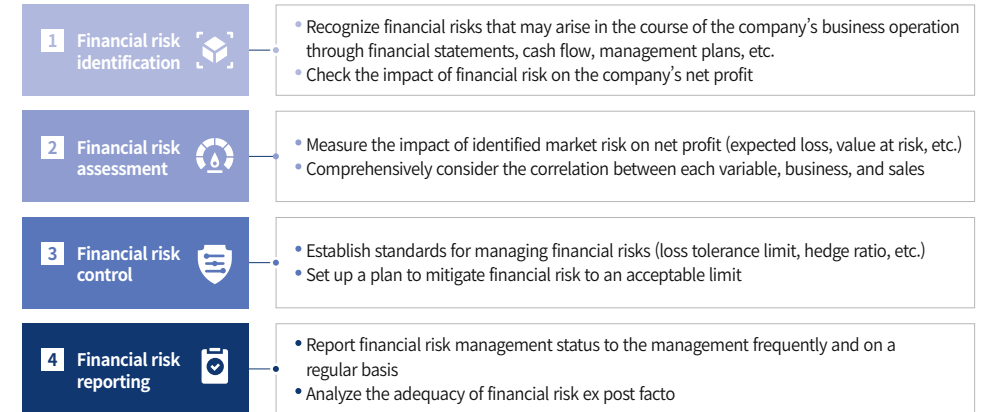 1 Financial risk
identification
• Recognize financial risks that may arise in the course of the company’s business operation
through financial statements, cash flow, management plans, etc.
• Check the impact of financial risk on the company’s net profit
2 Financial risk
assessment
• Measure the impact of identified market risk on net profit (expected loss, value at risk, etc.)
• Comprehensively consider the correlation between each variable, business, and sales
3 Financial risk
control
• Establish standards for managing financial risks (loss tolerance limit, hedge ratio, etc.)
• Set up a plan to mitigate financial risk to an acceptable limit
4 Financial risk
reporting
• Report financial risk management status to the management frequently and on a
regular basis
• Analyze the adequacy of financial risk ex post facto